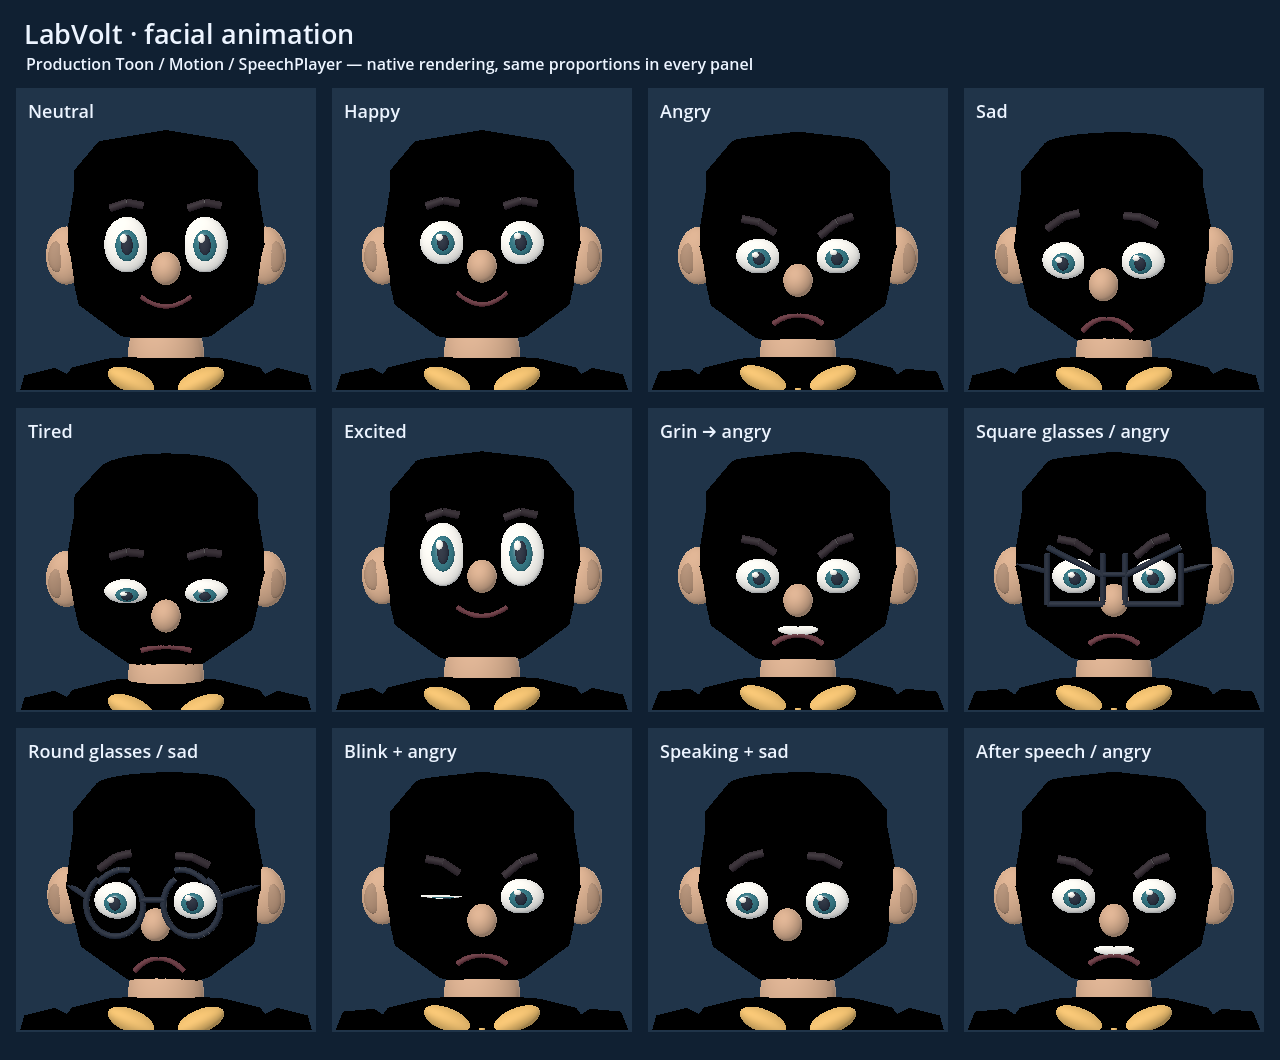 LabVolt · facial animation
Production Toon / Motion / SpeechPlayer — native rendering, same proportions in every panel
Neutral
Happy
Angry
Sad
Tired
Excited
Grin → angry
Square glasses / angry
Round glasses / sad
Blink + angry
Speaking + sad
After speech / angry